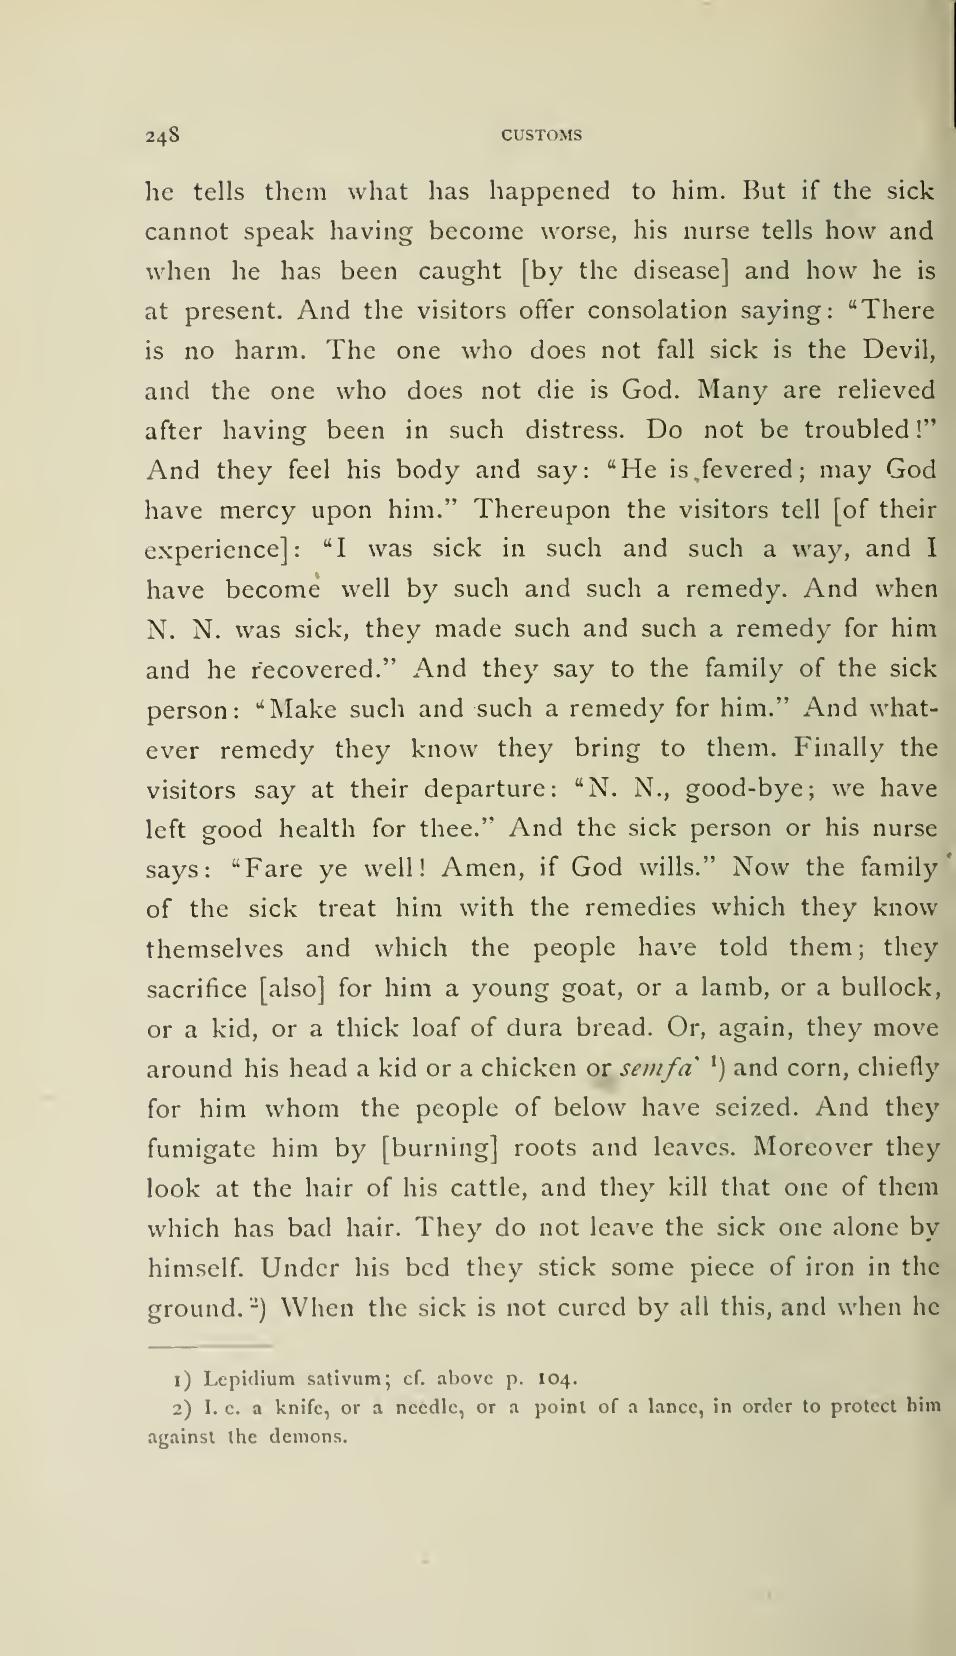 248 CUSTOMS
he tells them what has happened to him. But if the sick
cannot speak having become worse, his nurse tells how and
when he has been caught [by the disease] and how he is
at present. And the visitors offer consolation saying: “There
is no harm. The one who does not fall sick is the Devil,
and the one who does not die is God. Many are relieved
after having been in such distress. Do not be troubled!”
And they feel his body and say: “He is fevered; may God
have mercy upon him.” Thereupon the visitors tell [of their
experience]: “I was sick in such and such a way, and I
have become well by such and such a remedy. And when
N. N. was sick, they made such and such a remedy for him
and he recovered.” And they say to the family of the sick
person: “Make such and such a remedy for him.” And what-
ever remedy they know they bring to them. Finally the
visitors say at their departure: “N. N., good-bye; we have
left good health for thee.” And the sick person or his nurse
says: “Fare ye well! Amen, if God wills.” Now the family
of the sick treat him with the remedies which they know
themselves and which the people have told them; they
sacrifice [also] for him a young goat, or a lamb, or a bullock,
or a kid, or a thick loaf of dura bread. Or, again, they move
around his head a kid or a chicken or semfāʿ ¹) and corn, chiefly
for him whom the people of below have seized. And they
fumigate him by [burning] roots and leaves. Moreover they
look at the hair of his cattle, and they kill that one of them
which has bad hair. They do not leave the sick one alone by
himself. Under his bed they stick some piece of iron in the
ground. ²) When the sick is not cured by all this, and when he
1) Lepidium sativum; cf. above p. 104.
2) I. e. a knife, or a needle, or a point of a lance, in order to protect him
against the demons.